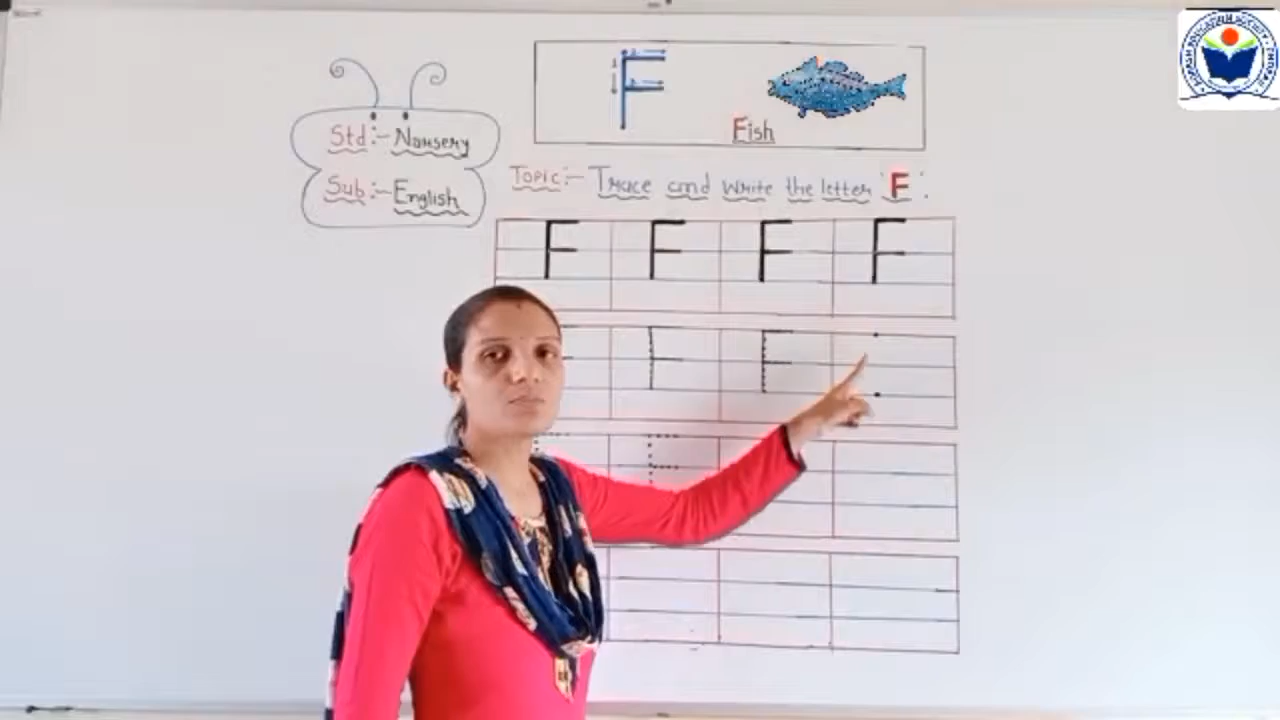 Std:- Nursery
Sub:- English
F
Fish
Topic:- Trace and write the letter 'F'.
F F F F
F F
F